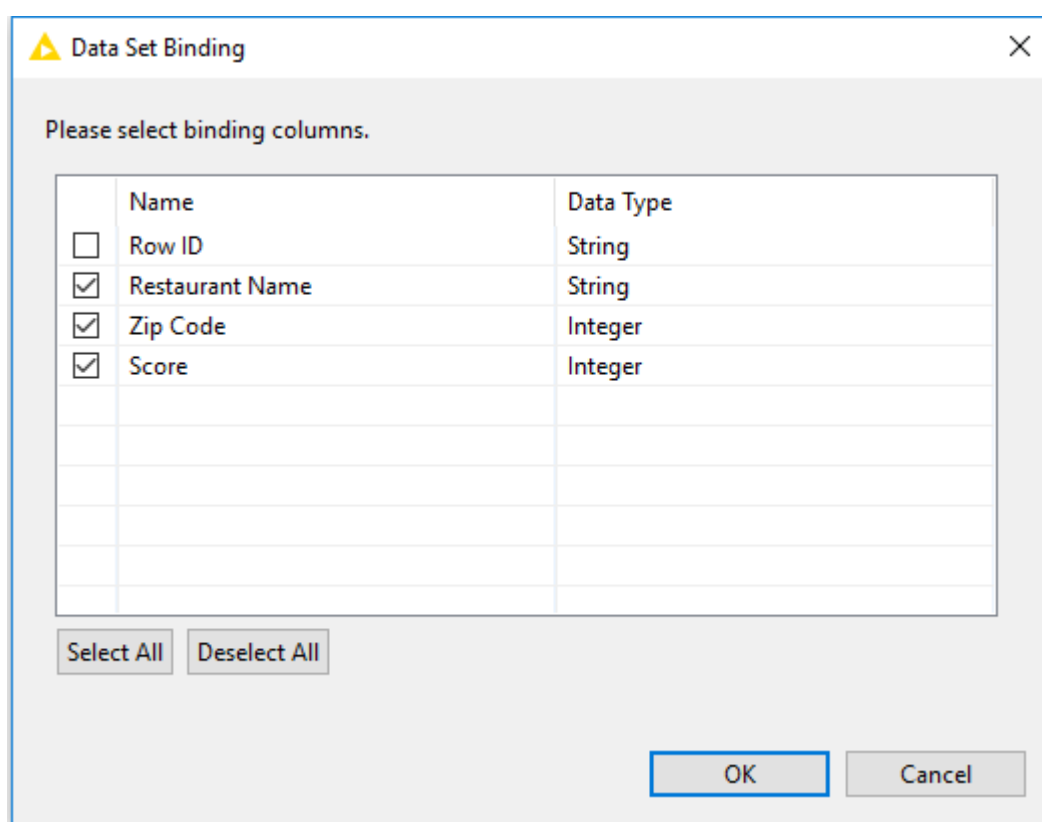 Data Set Binding
Please select binding columns.
Name Data Type
Row ID String
Restaurant Name String
Zip Code Integer
Score Integer
Select All Deselect All
OK Cancel